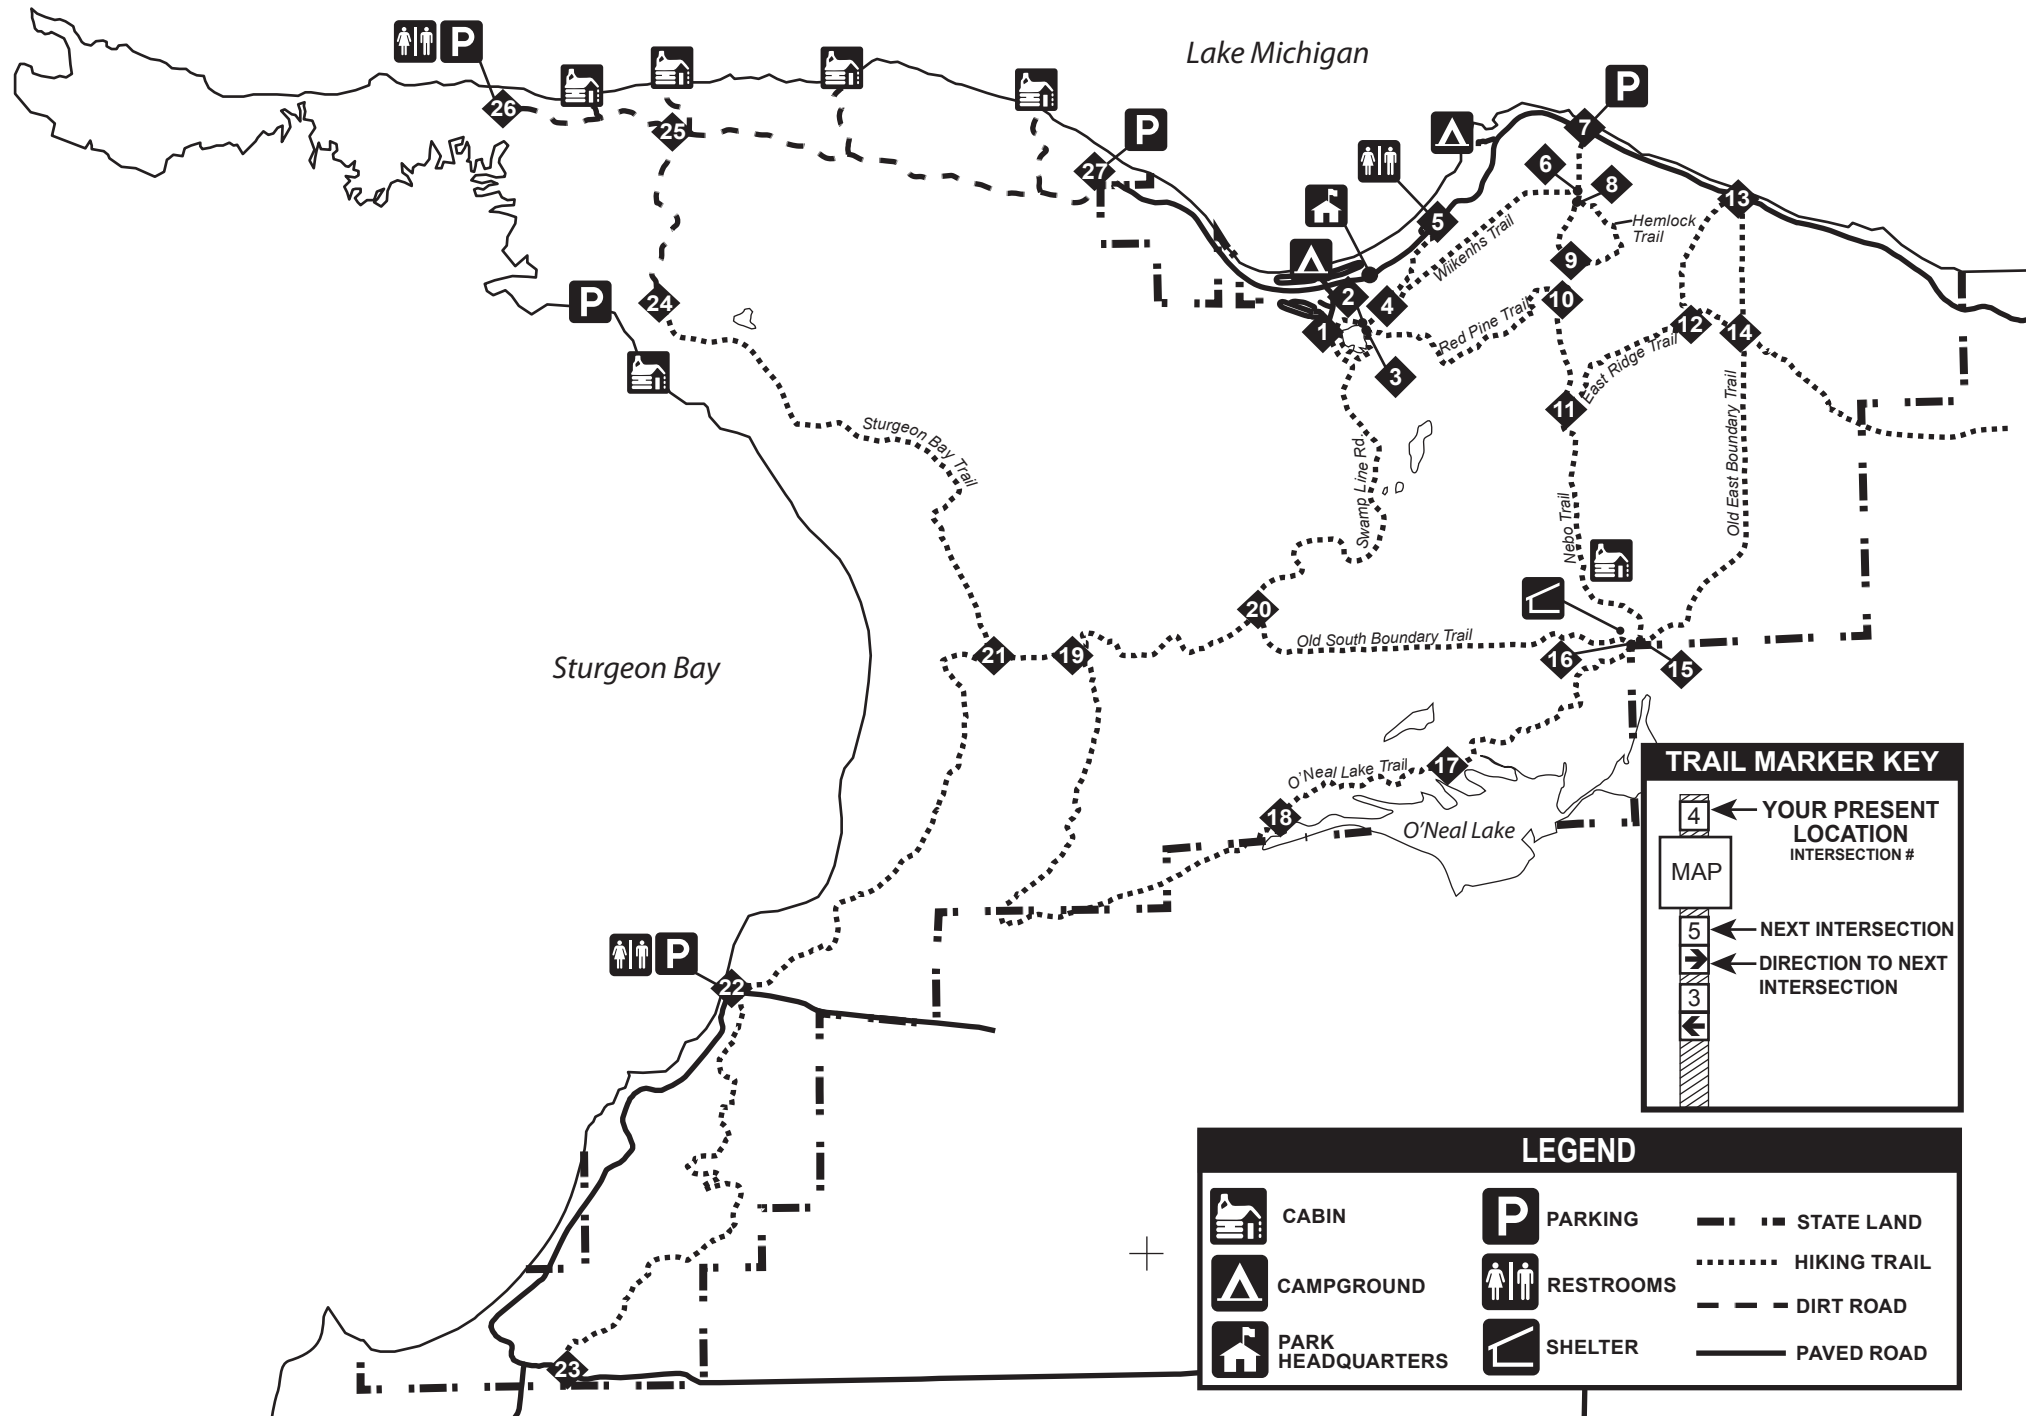 Lake Michigan
P
P
P
26
25
27
7
6
8
5
13
Hemlock
Trail
Wiikenhs Trail
9
P
24
2
4
10
1
Red Pine Trail
12
14
3
East Ridge Trail
11
Sturgeon Bay Trail
Swamp Line Rd.
Nebo Trail
Old East Boundary Trail
20
Old South Boundary Trail
21
19
16
15
Sturgeon Bay
17
O'Neal Lake Trail
18
O'Neal Lake
P
22
23
TRAIL MARKER KEY
4
YOUR PRESENT
LOCATION
INTERSECTION #
MAP
5
NEXT INTERSECTION
DIRECTION TO NEXT
INTERSECTION
3
LEGEND
CABIN
P
PARKING
STATE LAND
HIKING TRAIL
CAMPGROUND
RESTROOMS
DIRT ROAD
PARK
HEADQUARTERS
SHELTER
PAVED ROAD